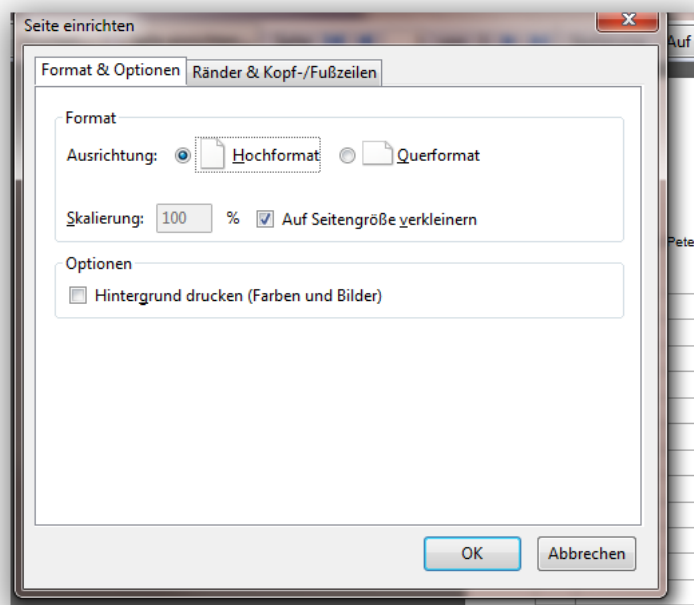 Seite einrichten
Auf
Format & Optionen
Ränder & Kopf-/Fußzeilen
Format
Ausrichtung:
Hochformat
Querformat
Skalierung:
100
%
Auf Seitengröße verkleinern
Pete
Optionen
Hintergrund drucken (Farben und Bilder)
OK
Abbrechen